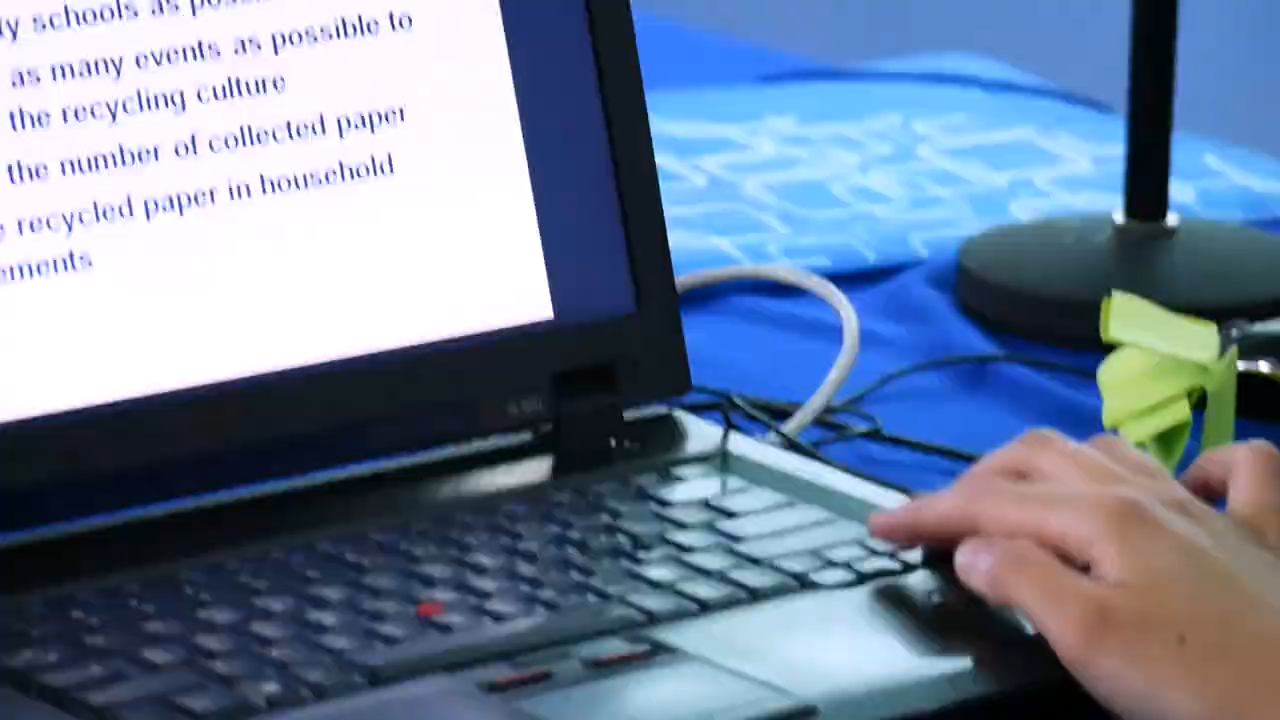 schools as
as many events as possible to
the recycling culture
the number of collected paper
recycled paper in household